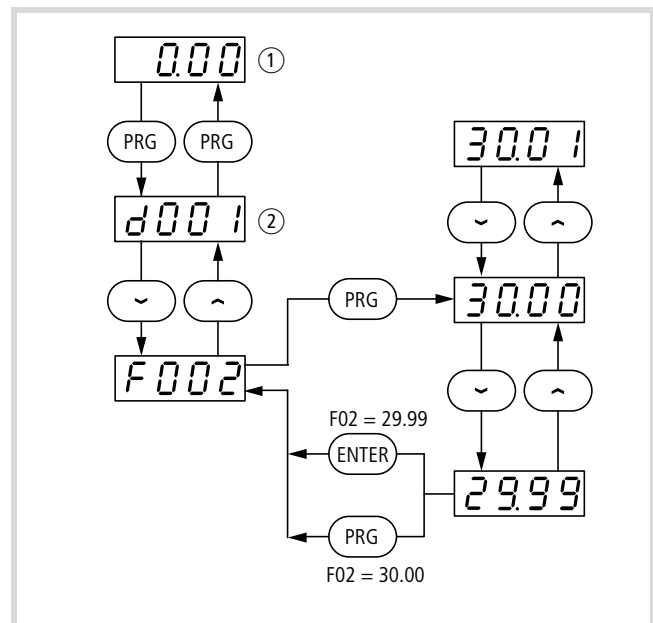 0.00 ①
PRG PRG
30.01
d001 ②
PRG
30.00
F002
F02 = 29.99
ENTER
29.99
PRG
F02 = 30.00